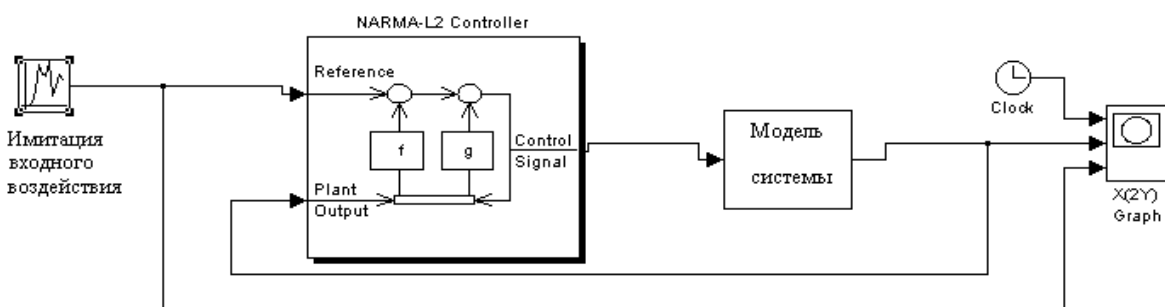 NARMA-L2 Controller
Имитация
входного
воздействия
Reference
f
g
Control
Signal
Plant
Output
Модель
системы
Clock
X(2Y)
Graph